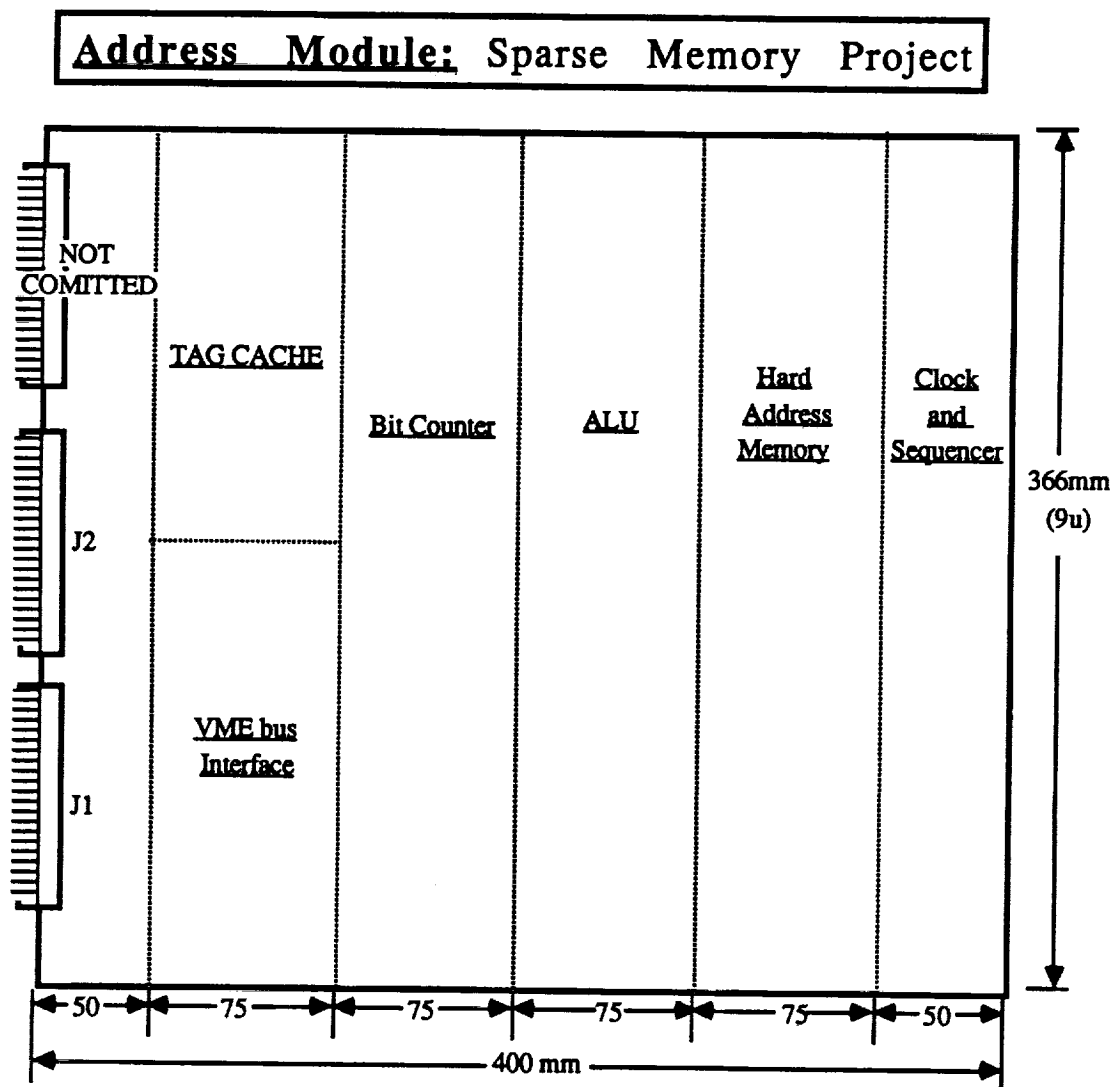 Address Module: Sparse Memory Project
NOT
COMITTED
TAG CACHE
Bit Counter
ALU
Hard
Address
Memory
Clock
and
Sequencer
366mm
(9u)
J2
VME bus
Interface
J1
50
75
75
75
75
50
400 mm